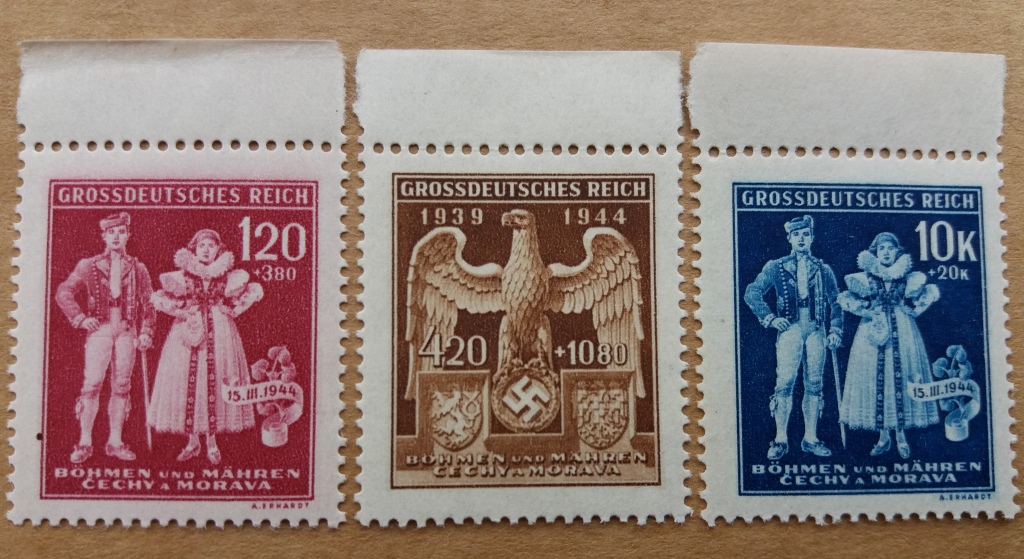 GROSSDEUTSCHES REICH
120
+380
15.III.1944
BÖHMEN UND MÄHREN
ČECHY A MORAVA
A. ERHARDT
GROSSDEUTSCHES REICH
1939 1944
420 +1080
BÖHMEN UND MÄHREN
ČECHY A MORAVA
GROSSDEUTSCHES REICH
10K
+20K
15.III.1944
BÖHMEN UND MÄHREN
ČECHY A MORAVA
A. ERHARDT